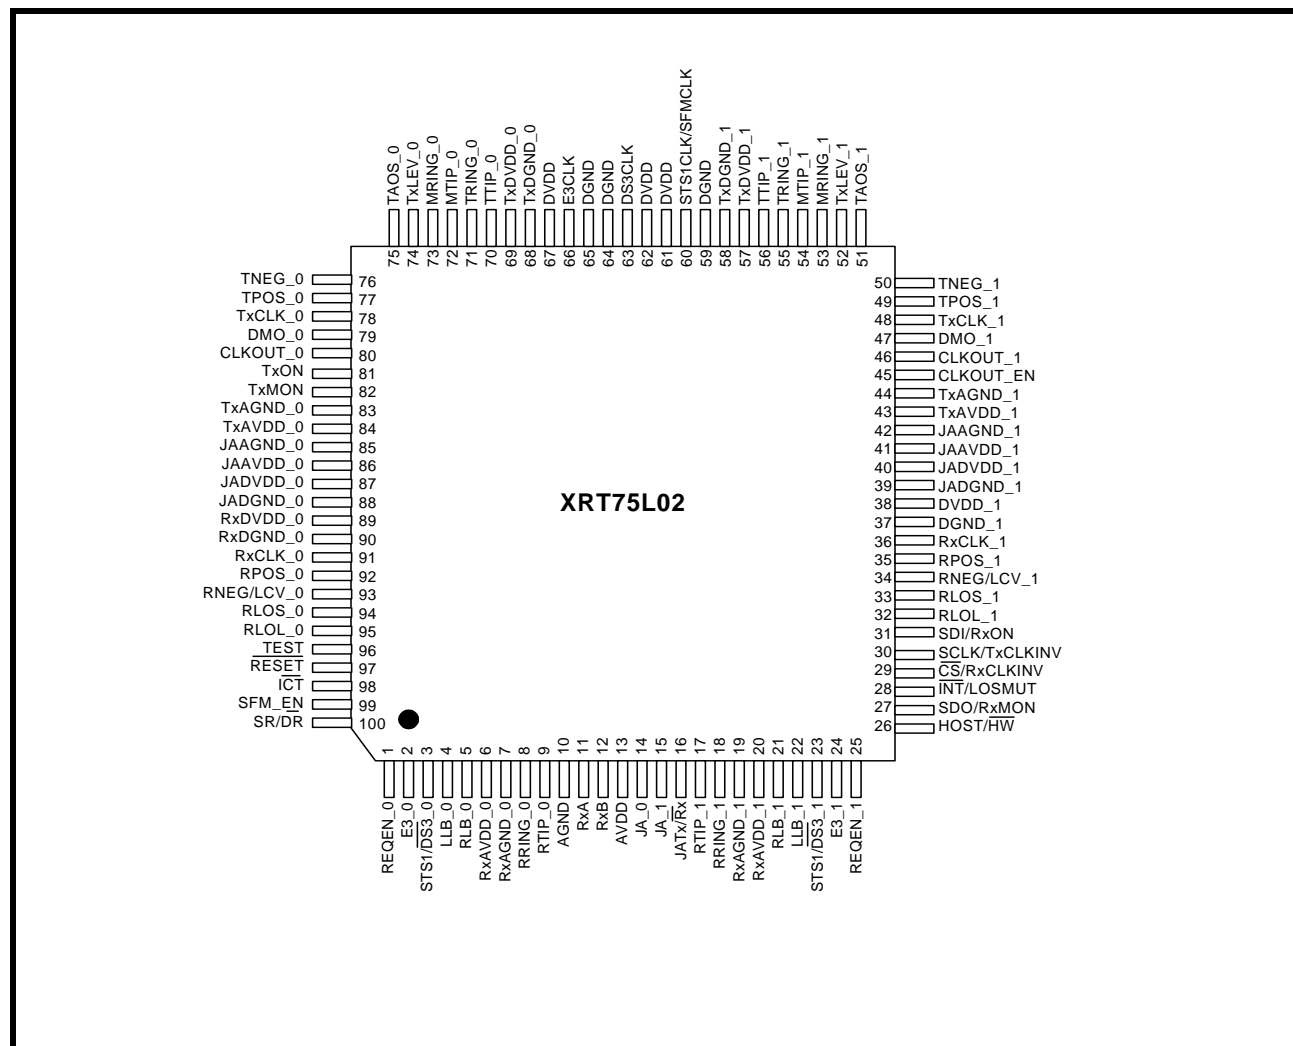 TAOS_0
TxLEV_0
MRING_0
MTIP_0
TRING_0
TTIP_0
TxDVDD_0
TxDGND_0
DVDD
E3CLK
DGND
DGND
DS3CLK
DVDD
DVDD
STS1CLK/SFMCLK
DGND
TxDGND_1
TxDVDD_1
TTIP_1
TRING_1
MTIP_1
MRING_1
TxLEV_1
TAOS_1
75
74
73
72
71
70
69
68
67
66
65
64
63
62
61
60
59
58
57
56
55
54
53
52
51
TNEG_0 76
TPOS_0 77
TxCLK_0 78
DMO_0 79
CLKOUT_0 80
TxON 81
TxMON 82
TxAGND_0 83
TxAVDD_0 84
JAAGND_0 85
JAAVDD_0 86
JADVDD_0 87
JADGND_0 88
RxDVDD_0 89
RxDGND_0 90
RxCLK_0 91
RPOS_0 92
RNEG/LCV_0 93
RLOS_0 94
RLOL_0 95
TEST 96
RESET 97
ICT 98
SFM_EN 99
SR/DR 100
XRT75L02
50 TNEG_1
49 TPOS_1
48 TxCLK_1
47 DMO_1
46 CLKOUT_1
45 CLKOUT_EN
44 TxAGND_1
43 TxAVDD_1
42 JAAGND_1
41 JAAVDD_1
40 JADVDD_1
39 JADGND_1
38 DVDD_1
37 DGND_1
36 RxCLK_1
35 RPOS_1
34 RNEG/LCV_1
33 RLOS_1
32 RLOL_1
31 SDI/RxON
30 SCLK/TxCLKINV
29 CS/RxCLKINV
28 INT/LOSMUT
27 SDO/RxMON
26 HOST/HW
1
2
3
4
5
6
7
8
9
10
11
12
13
14
15
16
17
18
19
20
21
22
23
24
25
REQEN_0
E3_0
STS1/DS3_0
LLB_0
RLB_0
RxAVDD_0
RxAGND_0
RRING_0
RTIP_0
AGND
RxA
RxB
AVDD
JA_0
JA_1
JATx/Rx
RTIP_1
RRING_1
RxAGND_1
RxAVDD_1
RLB_1
LLB_1
STS1/DS3_1
E3_1
REQEN_1